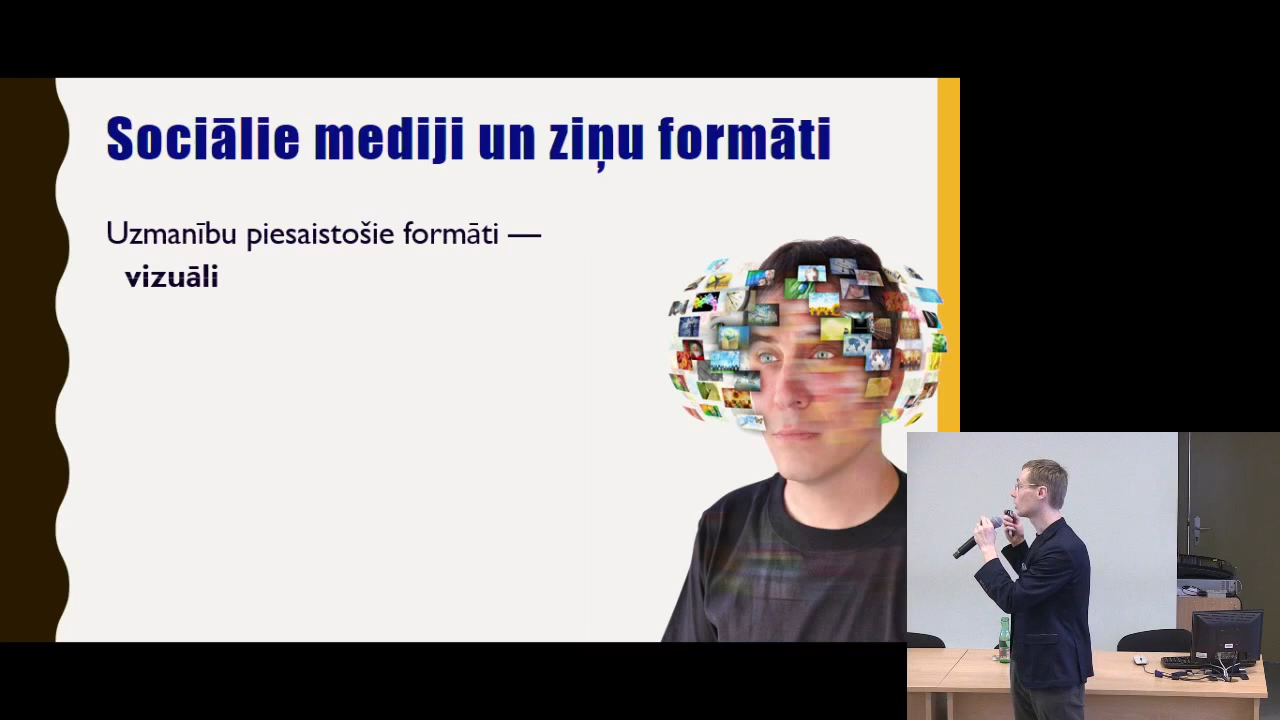 Sociālie mediji un ziņu formāti
Uzmanību piesaistošie formāti —
vizuāli